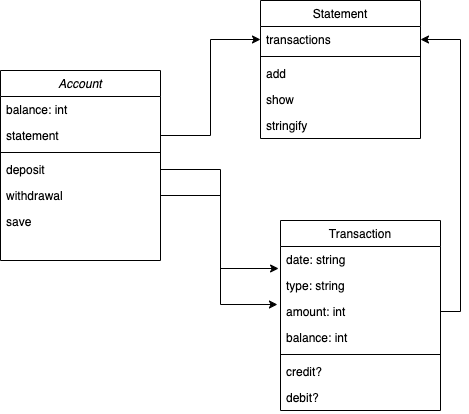 Statement
transactions
add
show
stringify
Account
balance: int
statement
deposit
withdrawal
save
Transaction
date: string
type: string
amount: int
balance: int
credit?
debit?